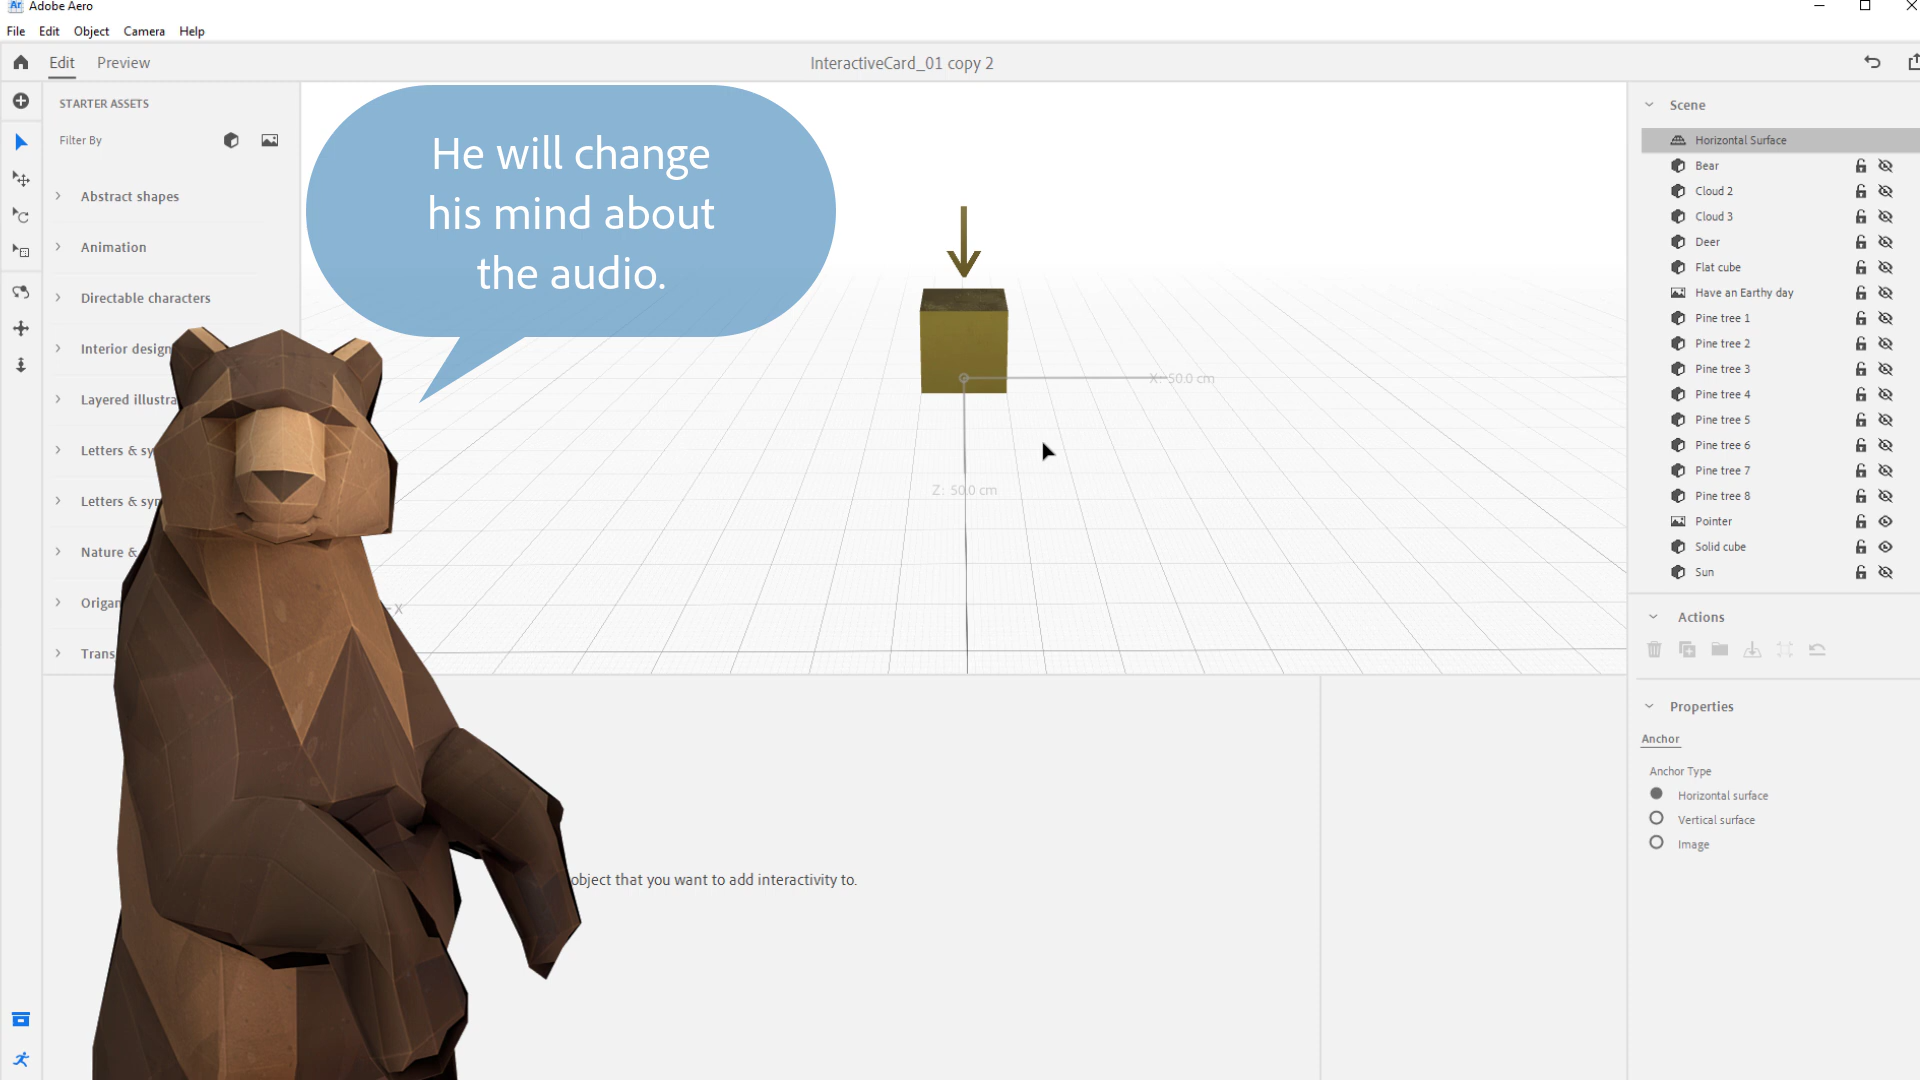 Ar Adobe Aero
File Edit Object Camera Help
Edit Preview
InteractiveCard_01 copy 2
STARTER ASSETS
Filter By
Abstract shapes
Animation
Directable characters
Interior design
Layered illustra
Letters & sy
Letters & syn
Nature &
Origan
Trans
He will change
his mind about
the audio.
X: 50.0 cm
Z: 50.0 cm
X
object that you want to add interactivity to.
Scene
Horizontal Surface
Bear
Cloud 2
Cloud 3
Deer
Flat cube
Have an Earthy day
Pine tree 1
Pine tree 2
Pine tree 3
Pine tree 4
Pine tree 5
Pine tree 6
Pine tree 7
Pine tree 8
Pointer
Solid cube
Sun
Actions
Properties
Anchor
Anchor Type
Horizontal surface
Vertical surface
Image